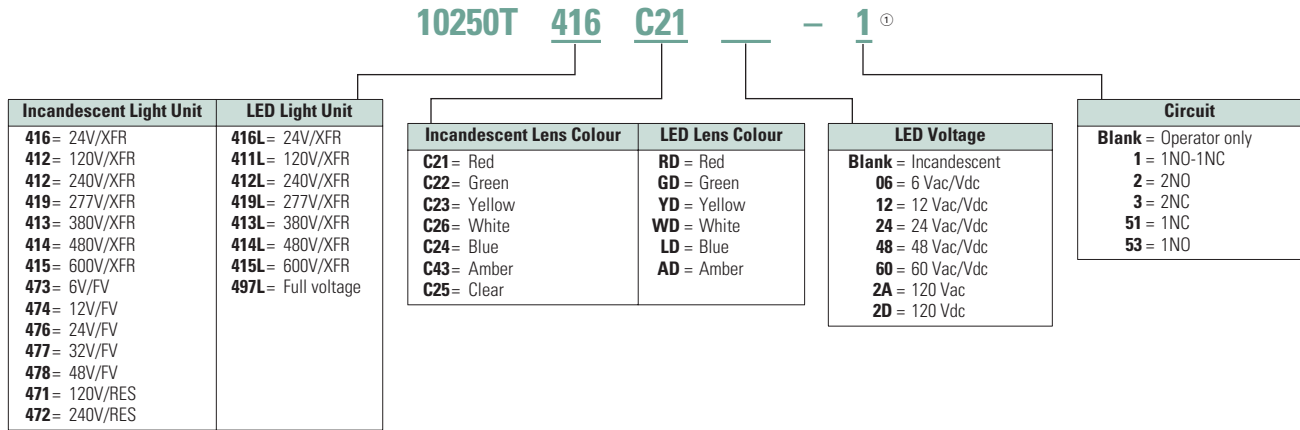 10250T 416 C21 – 1 ①
Incandescent Light Unit
416 = 24V/XFR
412 = 120V/XFR
412 = 240V/XFR
419 = 277V/XFR
413 = 380V/XFR
414 = 480V/XFR
415 = 600V/XFR
473 = 6V/FV
474 = 12V/FV
476 = 24V/FV
477 = 32V/FV
478 = 48V/FV
471 = 120V/RES
472 = 240V/RES
LED Light Unit
416L = 24V/XFR
411L = 120V/XFR
412L = 240V/XFR
419L = 277V/XFR
413L = 380V/XFR
414L = 480V/XFR
415L = 600V/XFR
497L = Full voltage
Incandescent Lens Colour
C21 = Red
C22 = Green
C23 = Yellow
C26 = White
C24 = Blue
C43 = Amber
C25 = Clear
LED Lens Colour
RD = Red
GD = Green
YD = Yellow
WD = White
LD = Blue
AD = Amber
LED Voltage
Blank = Incandescent
06 = 6 Vac/Vdc
12 = 12 Vac/Vdc
24 = 24 Vac/Vdc
48 = 48 Vac/Vdc
60 = 60 Vac/Vdc
2A = 120 Vac
2D = 120 Vdc
Circuit
Blank = Operator only
1 = 1NO-1NC
2 = 2NO
3 = 2NC
51 = 1NC
53 = 1NO